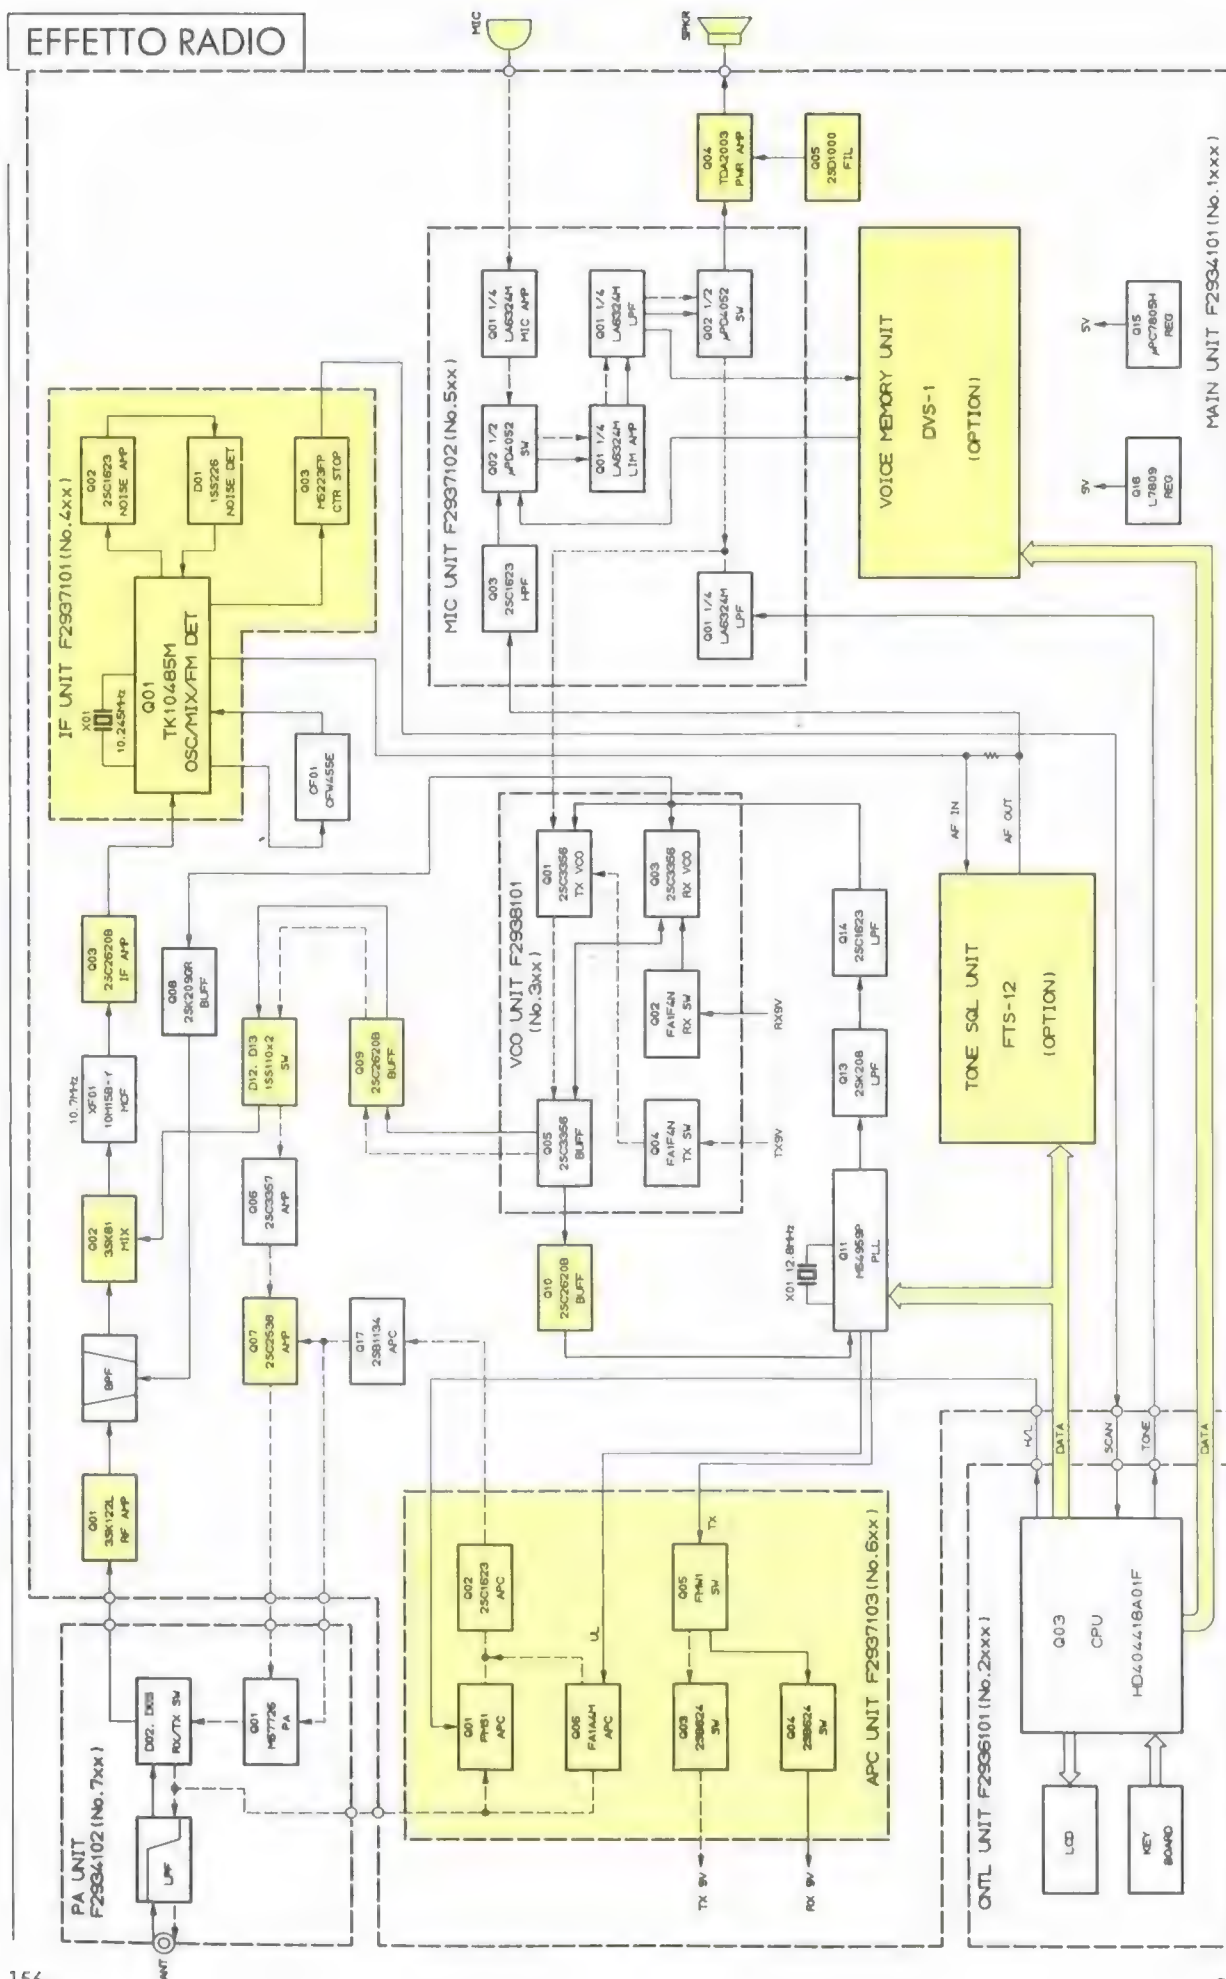 EFFETTO RADIO
MIC
SPKR
Q04
TDA2003
PWR AMP
Q05
2SD1000
FIL
IF UNIT F2937101(No.4xx)
Q02
2SC1623
NOISE AMP
D01
1SS226
NOISE DET
Q03
M5223FP
CTR STOP
X01
10.245MHz
Q01
TK10485M
OSC/MIX/FM DET
CF01
CFW455E
MIC UNIT F2937102(No.5xx)
Q01 1/4
LA6324M
MIC AMP
Q02 1/2
µPD4052
SW
Q01 1/4
LA6324M
LIM AMP
Q01 1/4
LA6324M
LPF
Q02 1/2
µPD4052
SW
Q03
2SC1623
HPF
Q01 1/4
LA6324M
LPF
VOICE MEMORY UNIT
DVS-1
(OPTION)
5V
Q15
µPC7805H
REG
9V
Q16
L7809
REG
MAIN UNIT F2934101(No.1xxx)
Q01
3SK122L
RF AMP
BPF
Q02
3SK81
MIX
10.7MHz
XF01
10M15B-Y
MCF
Q03
2SC2620B
IF AMP
Q08
2SK209GR
BUFF
D12. D13
1SS110x2
SW
Q09
2SC2620B
BUFF
Q06
2SC3357
AMP
Q07
2SC2538
AMP
Q17
2SB1134
APC
VCO UNIT F2938101
(No.3xx)
Q01
2SC3356
TX VCO
Q03
2SC3356
RX VCO
Q02
FA1F4N
RX SW
RX9V
Q05
2SC3356
BUFF
Q04
FA1F4N
TX SW
TX9V
Q10
2SC2620B
BUFF
X01 12.8MHz
Q11
M54959P
PLL
Q13
2SK208
LPF
Q14
2SC1623
LPF
AF IN
AF OUT
TONE SQL UNIT
FTS-12
(OPTION)
PA UNIT
F2934102(No.7xx)
ANT
LPF
D02. D03
RX/TX SW
Q01
M57726
PA
APC UNIT F2937103(No.6xx)
Q01
FMS1
APC
Q02
2SC1623
APC
Q06
FA1A4M
APC
UL
TX
Q05
FMW1
SW
Q03
2SB624
SW
Q04
2SB624
SW
TX 9V
RX 9V
CNTL UNIT F2936101(No.2xxx)
Q03
CPU
HD404418A01F
LCD
KEY
BOARD
H/L
DATA
SCAN
TONE
DATA